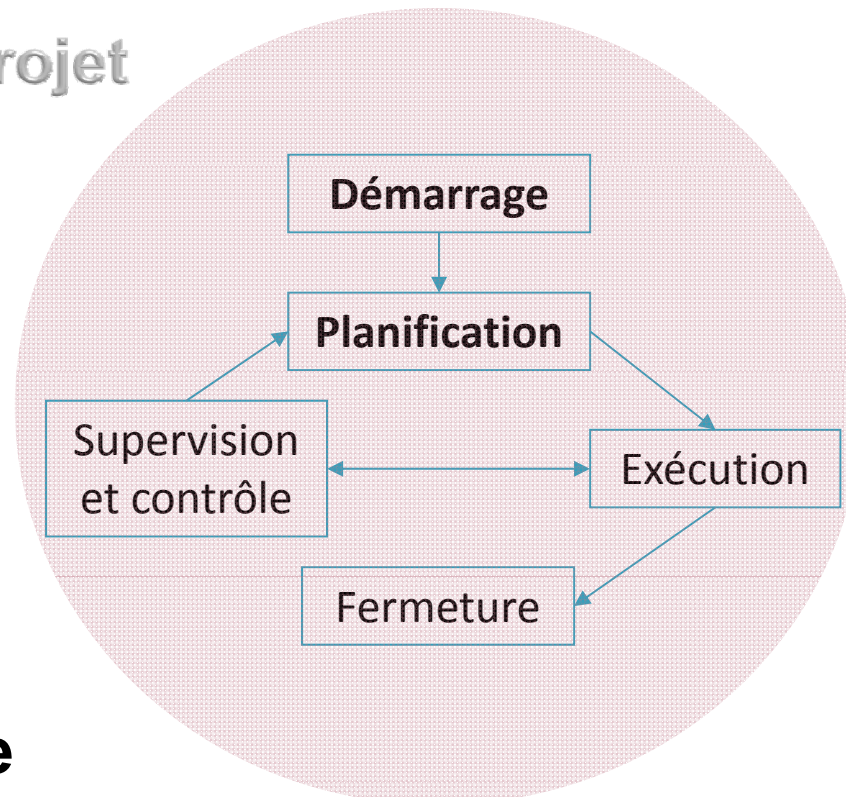 rojet
Démarrage
Planification
Supervision
et contrôle
Exécution
Fermeture
e